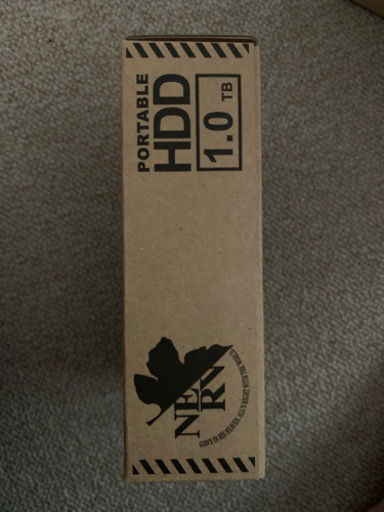 PORTABLE
HDD
1.0 TB
NERV
GOD'S IN HIS HEAVEN. ALL'S RIGHT WITH THE WORLD.